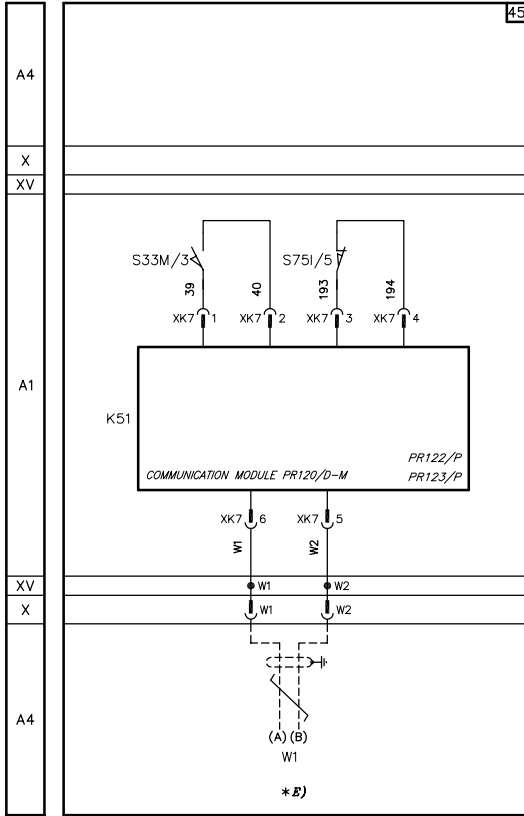 45
A4
X
XV
S33M/3 S75I/5
39 40 193 194
XK7 1 XK7 2 XK7 3 XK7 4
A1
K51
PR122/P
COMMUNICATION MODULE PR120/D-M PR123/P
XK7 6 XK7 5
W1 W2
XV W1 W2
X W1 W2
A4
(A) (B)
W1
*E)